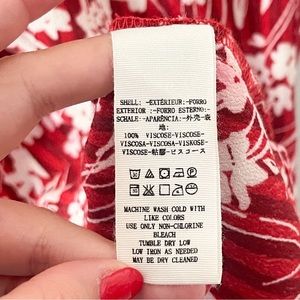 SHELL: -EXTÉRIEUR:-FORRO
EXTERIOR :-FORRO ESTERNO:-
SCHALE:-APARÊNCIA:-外壳-
地:
100% VISCOSE-VISCOSE-
VISCOSA-VISCOSA-VISKOSE-
VISCOSE-粘膠-ビスコース
MACHINE WASH COLD WITH
LIKE COLORS
USE ONLY NON-CHLORINE
BLEACH
TUMBLE DRY LOW
LOW IRON AS NEEDED
MAY BE DRY CLEANED